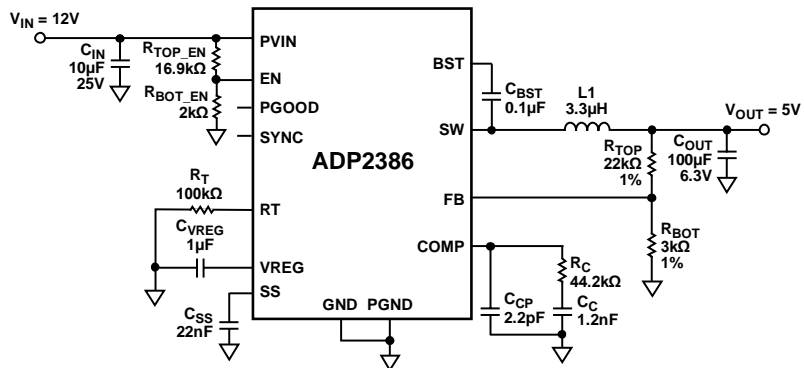 V_IN = 12V
C_IN
10µF
25V
R_TOP_EN
16.9kΩ
R_BOT_EN
2kΩ
PVIN
EN
PGOOD
SYNC
ADP2386
R_T
100kΩ
RT
C_VREG
1µF
VREG
SS
C_SS
22nF
GND PGND
BST
C_BST
0.1µF
SW
L1
3.3µH
V_OUT = 5V
R_TOP
22kΩ
1%
C_OUT
100µF
6.3V
FB
R_BOT
3kΩ
1%
COMP
R_C
44.2kΩ
C_CP
2.2pF
C_C
1.2nF